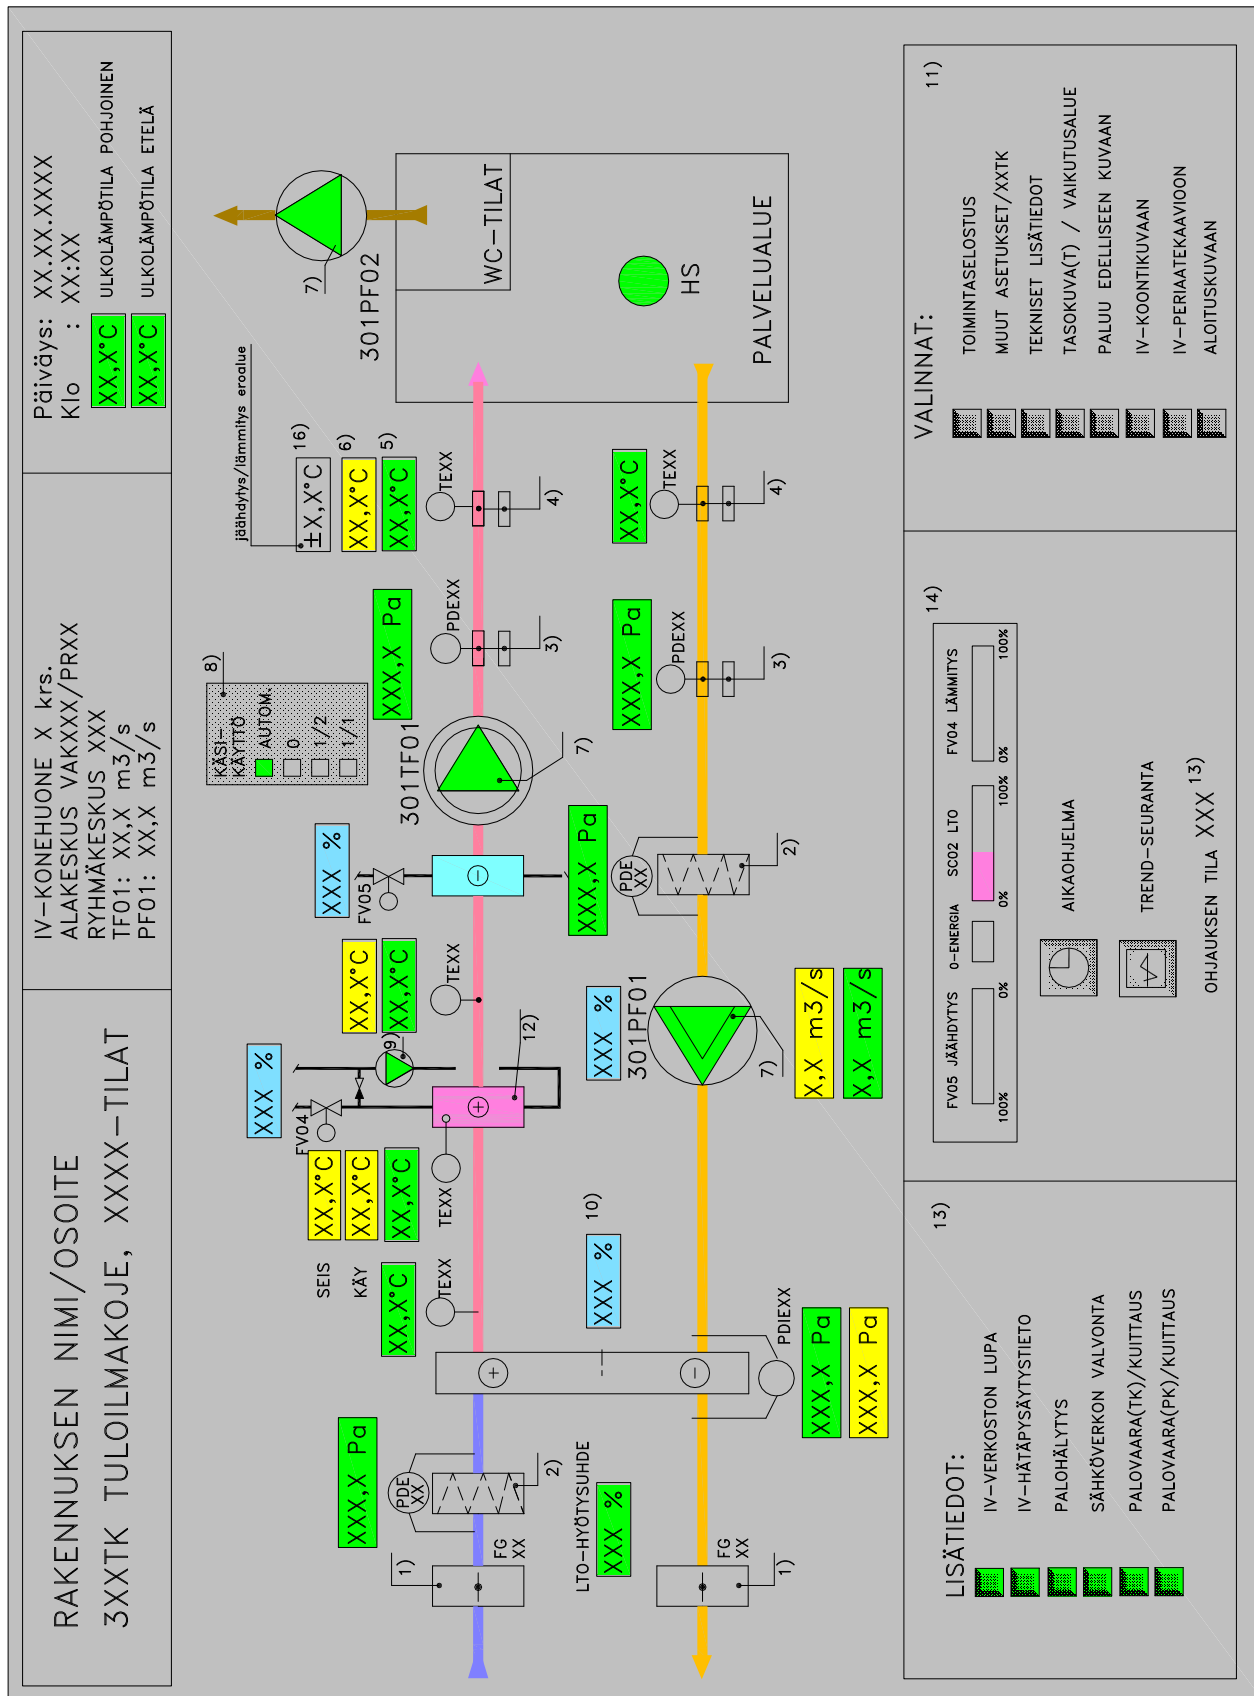 RAKENNUKSEN NIMI/OSOITE
3XXTK TULOILMAKOJE, XXXX-TILAT
IV-KONEHUONE X krs.
ALAKESKUS VAKXXX/PRXX
RYHMÄKESKUS XXX
TF01: XX,X m3/s
PF01: XX,X m3/s
Päiväys: XX.XX.XXXX
Klo : XX:XX
XX,X°C ULKOLÄMPÖTILA POHJOINEN
XX,X°C ULKOLÄMPÖTILA ETELÄ
KÄSI-
KÄYTTÖ
AUTOM.
0
1/2
1/1
8)
jäähdytys/lämmitys eroalue
±X,X°C 16)
XX,X°C 6)
XX,X°C 5)
TEXX
4)
7)
301PF02
WC-TILAT
HS
PALVELUALUE
XXX %
FV04
9)
XX,X°C
XX,X°C
TEXX
12)
XXX %
FV05
301TF01
7)
XXX,X Pa
PDEXX
3)
SEIS XX,X°C
KÄY XX,X°C
XX,X°C
TEXX
XX,X°C
TEXX
XXX,X Pa
PDE
XX
2)
1)
FG
XX
+
+
-
-
LTO-HYÖTYSUHDE
XXX %
XXX %
10)
XXX %
301PF01
7)
XXX,X Pa
PDE
XX
2)
XXX,X Pa
PDEXX
3)
XX,X°C
TEXX
4)
FG
XX
1)
PDIEXX
XXX,X Pa
XXX,X Pa
X,X m3/s
X,X m3/s
LISÄTIEDOT:
13)
IV-VERKOSTON LUPA
IV-HÄTÄPYSÄYTYSTIETO
PALOHÄLYTYS
SÄHKÖVERKON VALVONTA
PALOVAARA(TK)/KUITTAUS
PALOVAARA(PK)/KUITTAUS
14)
FV05 JÄÄHDYTYS 0-ENERGIA SC02 LTO FV04 LÄMMITYS
100% 0% 0% 100% 0% 100%
AIKAOHJELMA
TREND-SEURANTA
OHJAUKSEN TILA XXX 13)
VALINNAT:
11)
TOIMINTASELOSTUS
MUUT ASETUKSET/XXTK
TEKNISET LISÄTIEDOT
TASOKUVA(T) / VAIKUTUSALUE
PALUU EDELLISEEN KUVAAN
IV-KOONTIKUVAAN
IV-PERIAATEKAAVIOON
ALOITUSKUVAAN